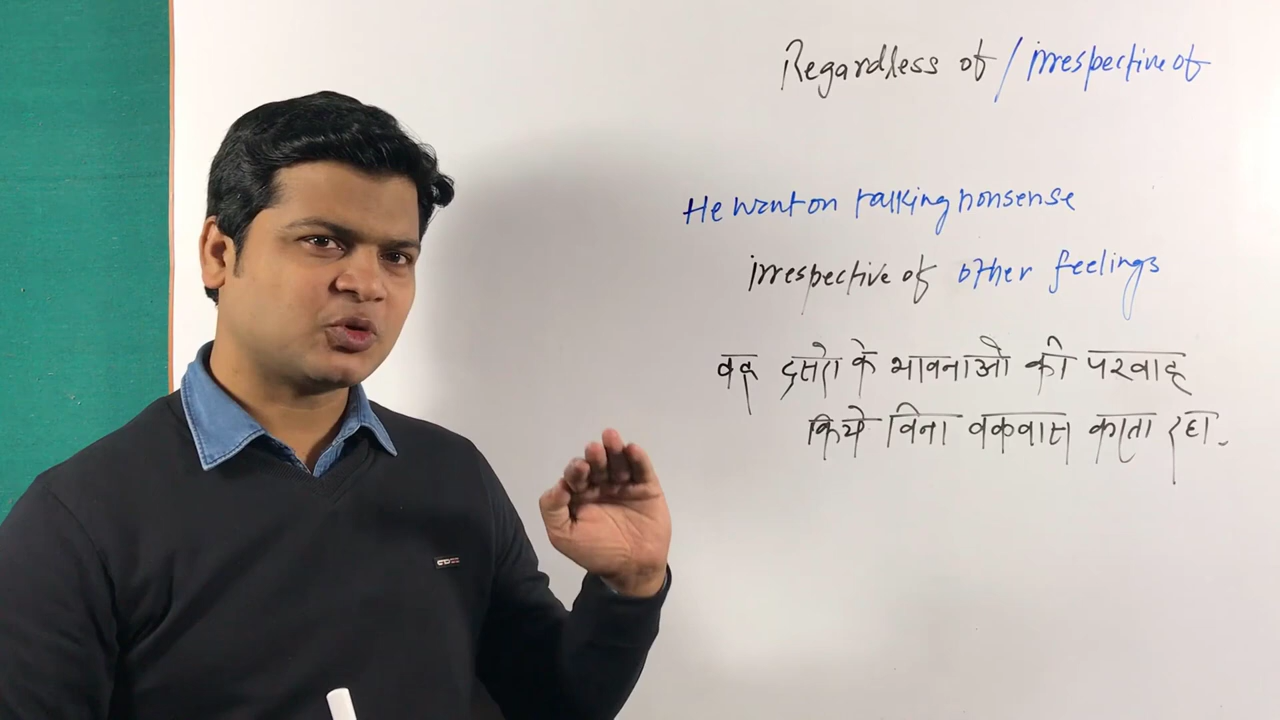 Regardless of / irrespective of
He went on talking nonsense
irrespective of other feelings
वह दुसरो के भावनाओ की परवाह
किये विना वकवास करता रहा.